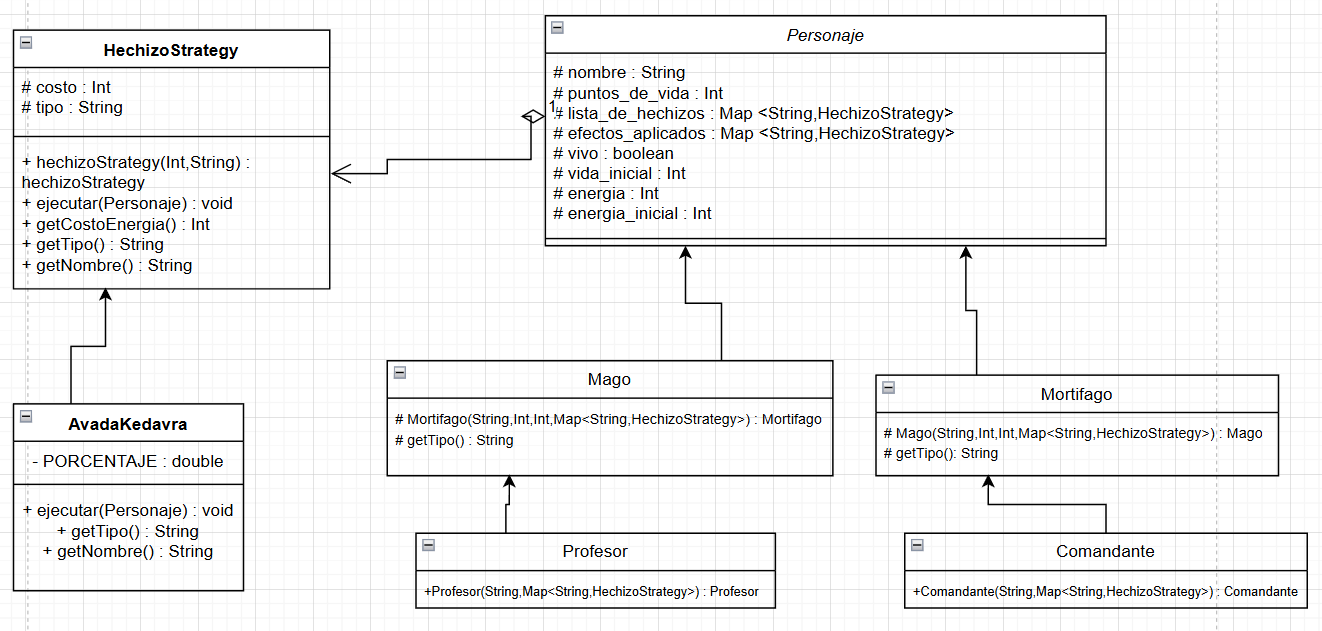 HechizoStrategy
# costo : Int
# tipo : String
+ hechizoStrategy(Int,String) :
hechizoStrategy
+ ejecutar(Personaje) : void
+ getCostoEnergia() : Int
+ getTipo() : String
+ getNombre() : String
Personaje
# nombre : String
# puntos_de_vida : Int
1
# lista_de_hechizos : Map <String,HechizoStrategy>
# efectos_aplicados : Map <String,HechizoStrategy>
# vivo : boolean
# vida_inicial : Int
# energia : Int
# energia_inicial : Int
Mago
# Mortifago(String,Int,Int,Map<String,HechizoStrategy>) : Mortifago
# getTipo() : String
Mortifago
# Mago(String,Int,Int,Map<String,HechizoStrategy>) : Mago
# getTipo(): String
AvadaKedavra
- PORCENTAJE : double
+ ejecutar(Personaje) : void
+ getTipo() : String
+ getNombre() : String
Profesor
+Profesor(String,Map<String,HechizoStrategy>) : Profesor
Comandante
+Comandante(String,Map<String,HechizoStrategy>) : Comandante